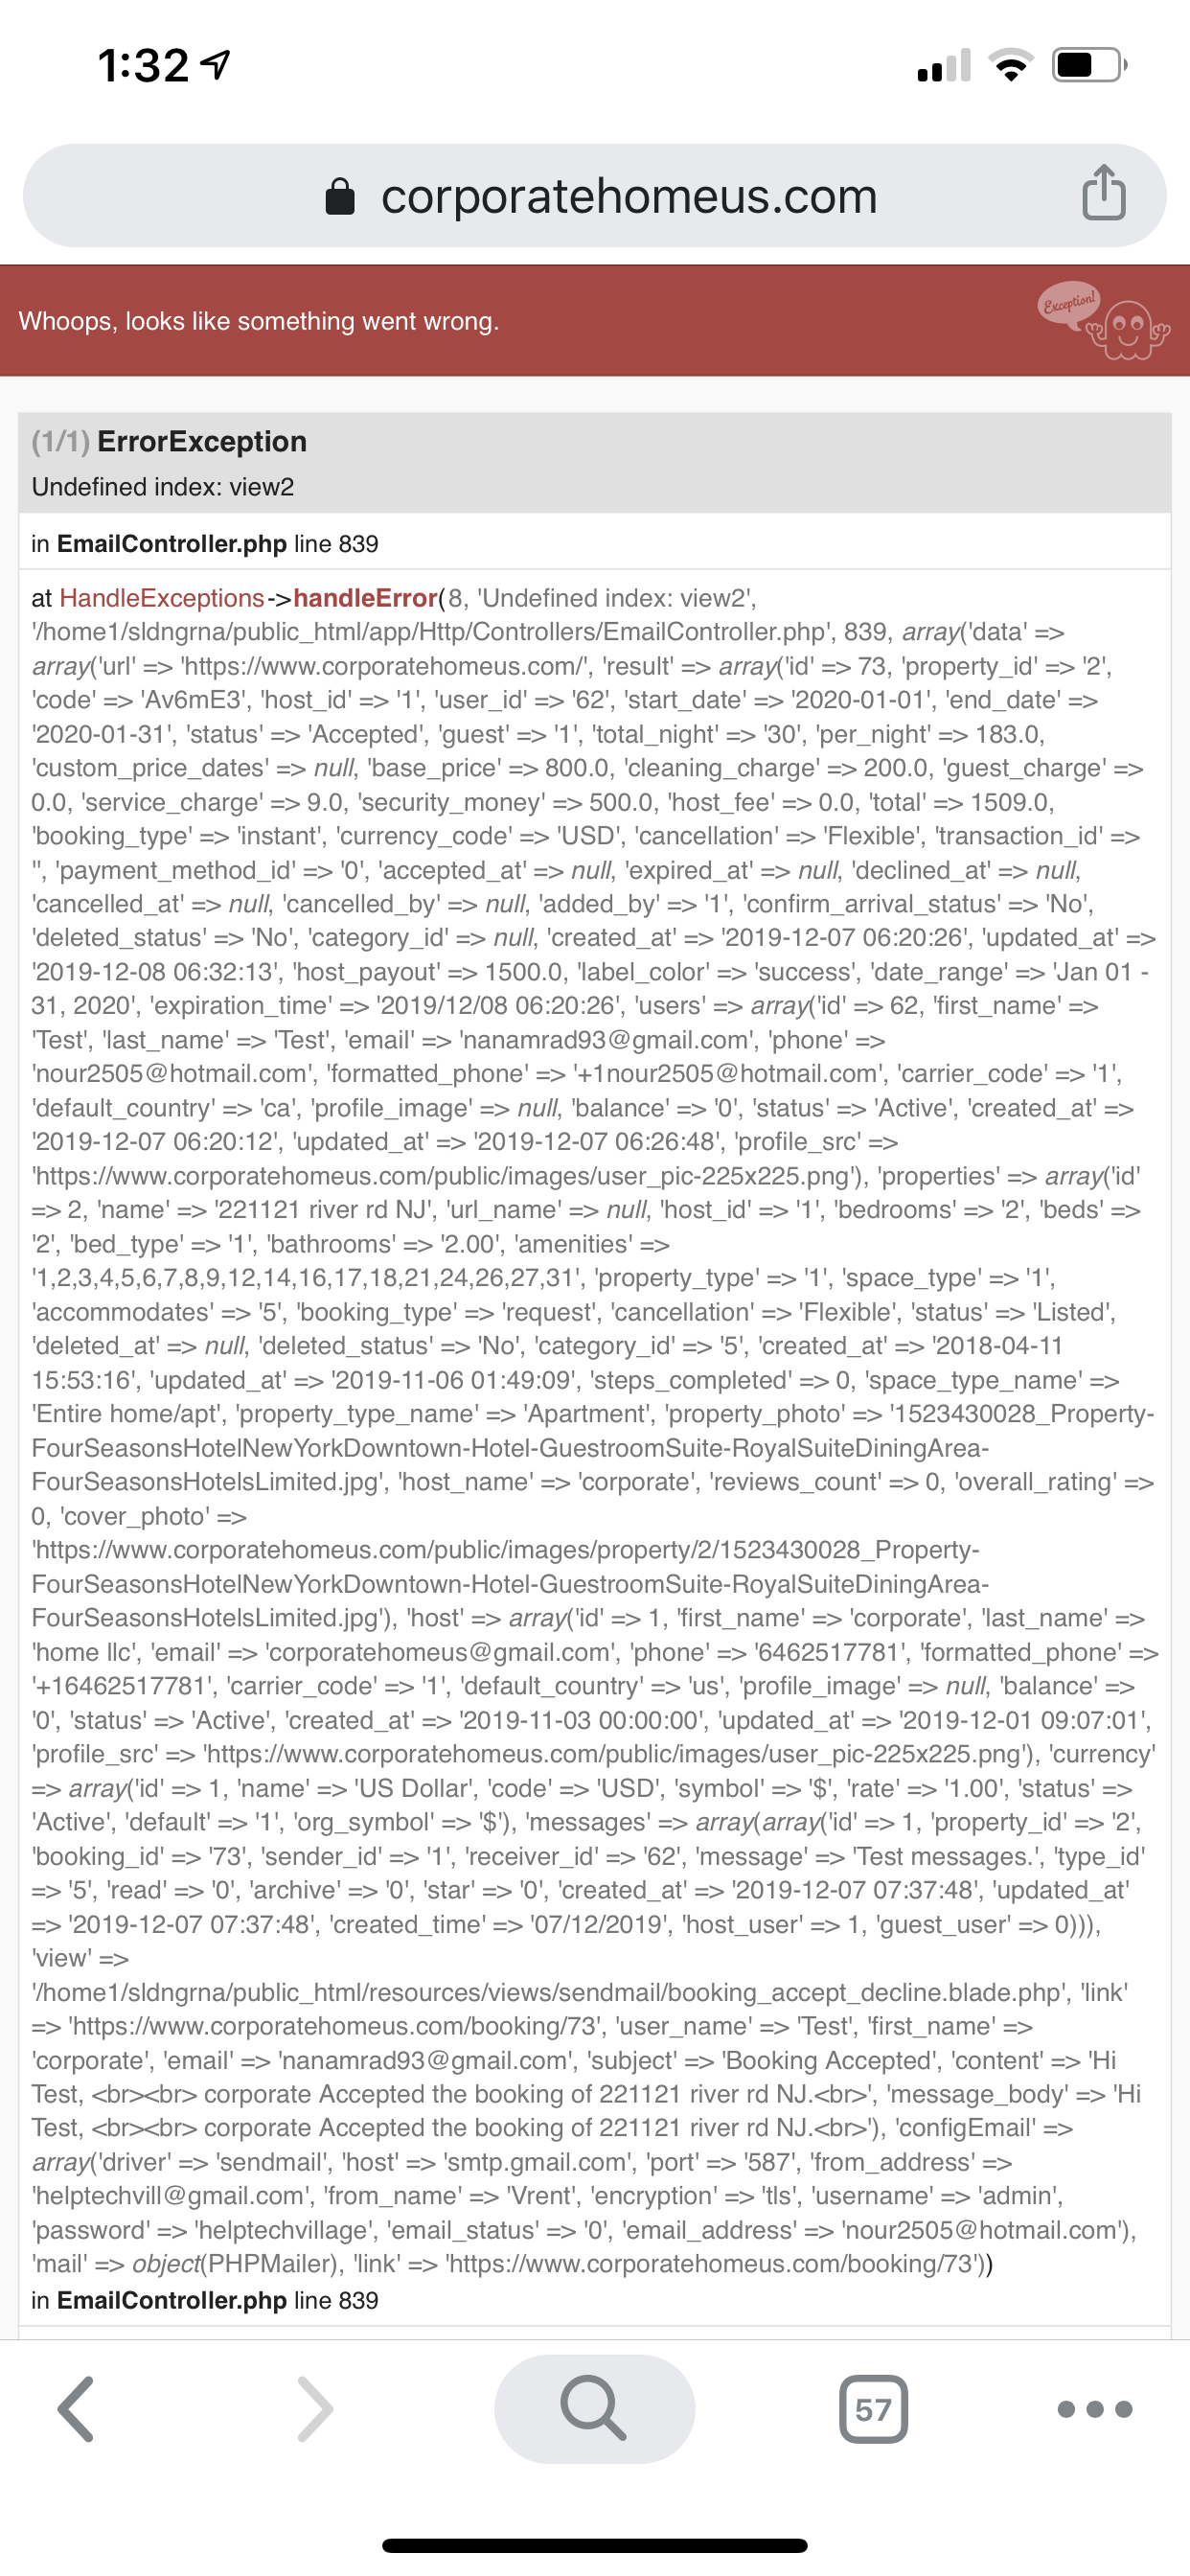 1:32
corporatehomeus.com
Whoops, looks like something went wrong.
Exception!
(1/1) ErrorException
Undefined index: view2
in EmailController.php line 839
at HandleExceptions->handleError(8, 'Undefined index: view2',
'/home1/sldngrna/public_html/app/Http/Controllers/EmailController.php', 839, array('data' =>
array('url' => 'https://www.corporatehomeus.com/', 'result' => array('id' => 73, 'property_id' => '2',
'code' => 'Av6mE3', 'host_id' => '1', 'user_id' => '62', 'start_date' => '2020-01-01', 'end_date' =>
'2020-01-31', 'status' => 'Accepted', 'guest' => '1', 'total_night' => '30', 'per_night' => 183.0,
'custom_price_dates' => null, 'base_price' => 800.0, 'cleaning_charge' => 200.0, 'guest_charge' =>
0.0, 'service_charge' => 9.0, 'security_money' => 500.0, 'host_fee' => 0.0, 'total' => 1509.0,
'booking_type' => 'instant', 'currency_code' => 'USD', 'cancellation' => 'Flexible', 'transaction_id' =>
'', 'payment_method_id' => '0', 'accepted_at' => null, 'expired_at' => null, 'declined_at' => null,
'cancelled_at' => null, 'cancelled_by' => null, 'added_by' => '1', 'confirm_arrival_status' => 'No',
'deleted_status' => 'No', 'category_id' => null, 'created_at' => '2019-12-07 06:20:26', 'updated_at' =>
'2019-12-08 06:32:13', 'host_payout' => 1500.0, 'label_color' => 'success', 'date_range' => 'Jan 01 -
31, 2020', 'expiration_time' => '2019/12/08 06:20:26', 'users' => array('id' => 62, 'first_name' =>
'Test', 'last_name' => 'Test', 'email' => 'nanamrad93@gmail.com', 'phone' =>
'nour2505@hotmail.com', 'formatted_phone' => '+1nour2505@hotmail.com', 'carrier_code' => '1',
'default_country' => 'ca', 'profile_image' => null, 'balance' => '0', 'status' => 'Active', 'created_at' =>
'2019-12-07 06:20:12', 'updated_at' => '2019-12-07 06:26:48', 'profile_src' =>
'https://www.corporatehomeus.com/public/images/user_pic-225x225.png'), 'properties' => array('id'
=> 2, 'name' => '221121 river rd NJ', 'url_name' => null, 'host_id' => '1', 'bedrooms' => '2', 'beds' =>
'2', 'bed_type' => '1', 'bathrooms' => '2.00', 'amenities' =>
'1,2,3,4,5,6,7,8,9,12,14,16,17,18,21,24,26,27,31', 'property_type' => '1', 'space_type' => '1',
'accommodates' => '5', 'booking_type' => 'request', 'cancellation' => 'Flexible', 'status' => 'Listed',
'deleted_at' => null, 'deleted_status' => 'No', 'category_id' => '5', 'created_at' => '2018-04-11
15:53:16', 'updated_at' => '2019-11-06 01:49:09', 'steps_completed' => 0, 'space_type_name' =>
'Entire home/apt', 'property_type_name' => 'Apartment', 'property_photo' => '1523430028_Property-
FourSeasonsHotelNewYorkDowntown-Hotel-GuestroomSuite-RoyalSuiteDiningArea-
FourSeasonsHotelsLimited.jpg', 'host_name' => 'corporate', 'reviews_count' => 0, 'overall_rating' =>
0, 'cover_photo' =>
'https://www.corporatehomeus.com/public/images/property/2/1523430028_Property-
FourSeasonsHotelNewYorkDowntown-Hotel-GuestroomSuite-RoyalSuiteDiningArea-
FourSeasonsHotelsLimited.jpg'), 'host' => array('id' => 1, 'first_name' => 'corporate', 'last_name' =>
'home llc', 'email' => 'corporatehomeus@gmail.com', 'phone' => '6462517781', 'formatted_phone' =>
'+16462517781', 'carrier_code' => '1', 'default_country' => 'us', 'profile_image' => null, 'balance' =>
'0', 'status' => 'Active', 'created_at' => '2019-11-03 00:00:00', 'updated_at' => '2019-12-01 09:07:01',
'profile_src' => 'https://www.corporatehomeus.com/public/images/user_pic-225x225.png'), 'currency'
=> array('id' => 1, 'name' => 'US Dollar', 'code' => 'USD', 'symbol' => '$', 'rate' => '1.00', 'status' =>
'Active', 'default' => '1', 'org_symbol' => '$'), 'messages' => array(array('id' => 1, 'property_id' => '2',
'booking_id' => '73', 'sender_id' => '1', 'receiver_id' => '62', 'message' => 'Test messages.', 'type_id'
=> '5', 'read' => '0', 'archive' => '0', 'star' => '0', 'created_at' => '2019-12-07 07:37:48', 'updated_at'
=> '2019-12-07 07:37:48', 'created_time' => '07/12/2019', 'host_user' => 1, 'guest_user' => 0))),
'view' =>
'/home1/sldngrna/public_html/resources/views/sendmail/booking_accept_decline.blade.php', 'link'
=> 'https://www.corporatehomeus.com/booking/73', 'user_name' => 'Test', 'first_name' =>
'corporate', 'email' => 'nanamrad93@gmail.com', 'subject' => 'Booking Accepted', 'content' => 'Hi
Test, <br><br> corporate Accepted the booking of 221121 river rd NJ.<br>', 'message_body' => 'Hi
Test, <br><br> corporate Accepted the booking of 221121 river rd NJ.<br>'), 'configEmail' =>
array('driver' => 'sendmail', 'host' => 'smtp.gmail.com', 'port' => '587', 'from_address' =>
'helptechvill@gmail.com', 'from_name' => 'Vrent', 'encryption' => 'tls', 'username' => 'admin',
'password' => 'helptechvillage', 'email_status' => '0', 'email_address' => 'nour2505@hotmail.com'),
'mail' => object(PHPMailer), 'link' => 'https://www.corporatehomeus.com/booking/73'))
in EmailController.php line 839
57